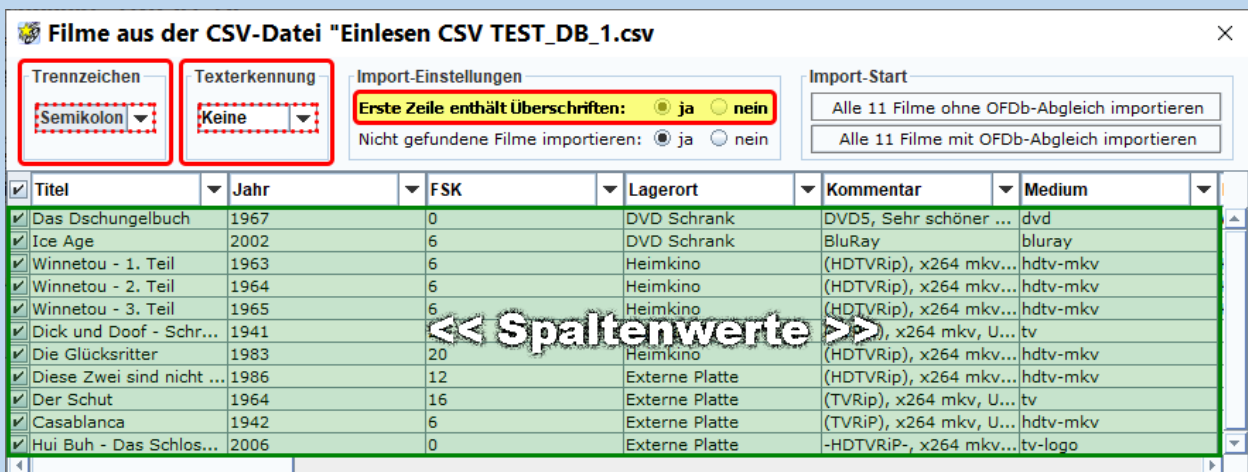 Filme aus der CSV-Datei "Einlesen CSV TEST_DB_1.csv
Trennzeichen Texterkennung Import-Einstellungen Import-Start
Semikolon Keine Erste Zeile enthält Überschriften: ja nein Alle 11 Filme ohne OFDb-Abgleich importieren
Nicht gefundene Filme importieren: ja nein Alle 11 Filme mit OFDb-Abgleich importieren
Titel Jahr FSK Lagerort Kommentar Medium
Das Dschungelbuch 1967 0 DVD Schrank DVD5, Sehr schöner ... dvd
Ice Age 2002 6 DVD Schrank BluRay bluray
Winnetou - 1. Teil 1963 6 Heimkino (HDTVRip), x264 mkv... hdtv-mkv
Winnetou - 2. Teil 1964 6 Heimkino (HDTVRip), x264 mkv... hdtv-mkv
Winnetou - 3. Teil 1965 6 Heimkino (HDTVRip), x264 mkv... hdtv-mkv
<< Spaltenwerte >>
Dick und Doof - Schr... 1941 x264 mkv, U... tv
Die Glücksritter 1983 20 Heimkino (HDTVRip), x264 mkv... hdtv-mkv
Diese Zwei sind nicht ... 1986 12 Externe Platte (HDTVRip), x264 mkv... hdtv-mkv
Der Schut 1964 16 Externe Platte (TVRip), x264 mkv, U... tv
Casablanca 1942 6 Externe Platte (TVRiP), x264 mkv, U... hdtv-mkv
Hui Buh - Das Schlos... 2006 0 Externe Platte -HDTVRiP-, x264 mkv... tv-logo